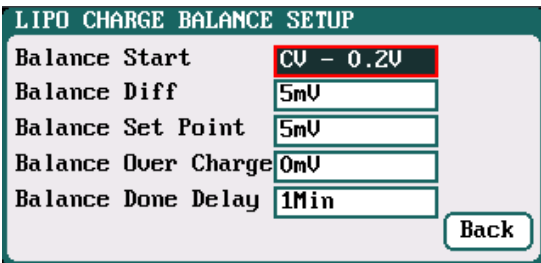 LIPO CHARGE BALANCE SETUP
Balance Start CV - 0.2V
Balance Diff 5mV
Balance Set Point 5mV
Balance Over Charge 0mV
Balance Done Delay 1Min
Back